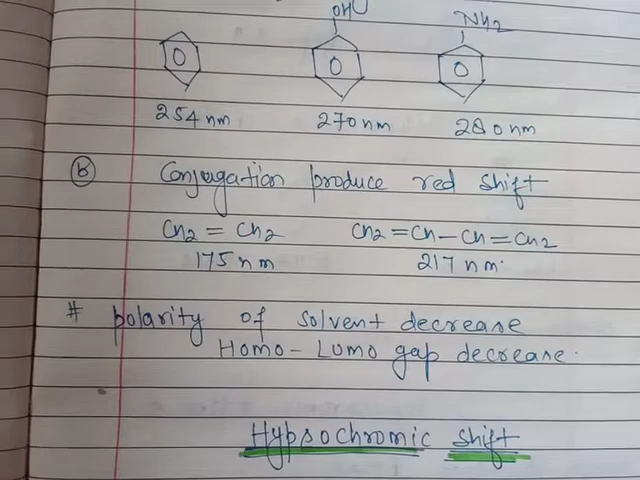 OH NH2
254 nm 270 nm 280 nm
(b) Conjugation produce red shift
CH2 = CH2 CH2 = CH - CH = CH2
175 nm 217 nm.
# polarity of solvent decrease
Homo - Lumo gap decrease.
Hypsochromic shift